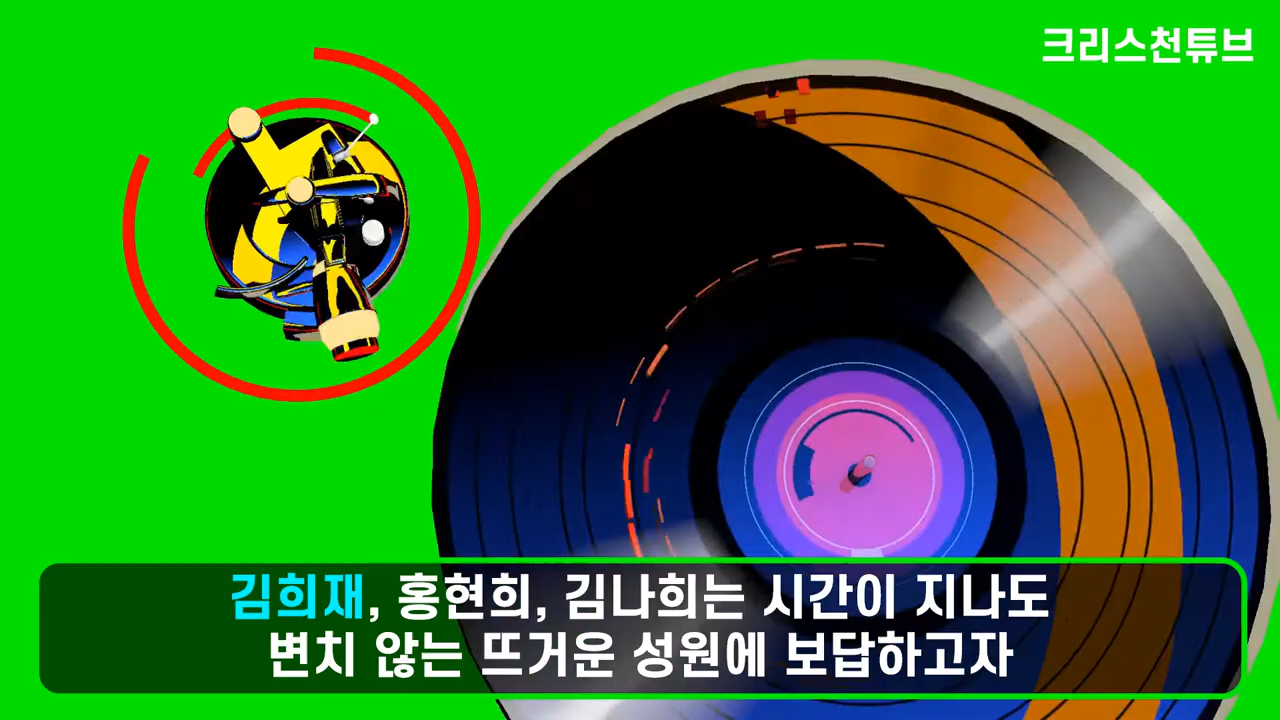 크리스천튜브
김희재, 홍현희, 김나희는 시간이 지나도
변치 않는 뜨거운 성원에 보답하고자